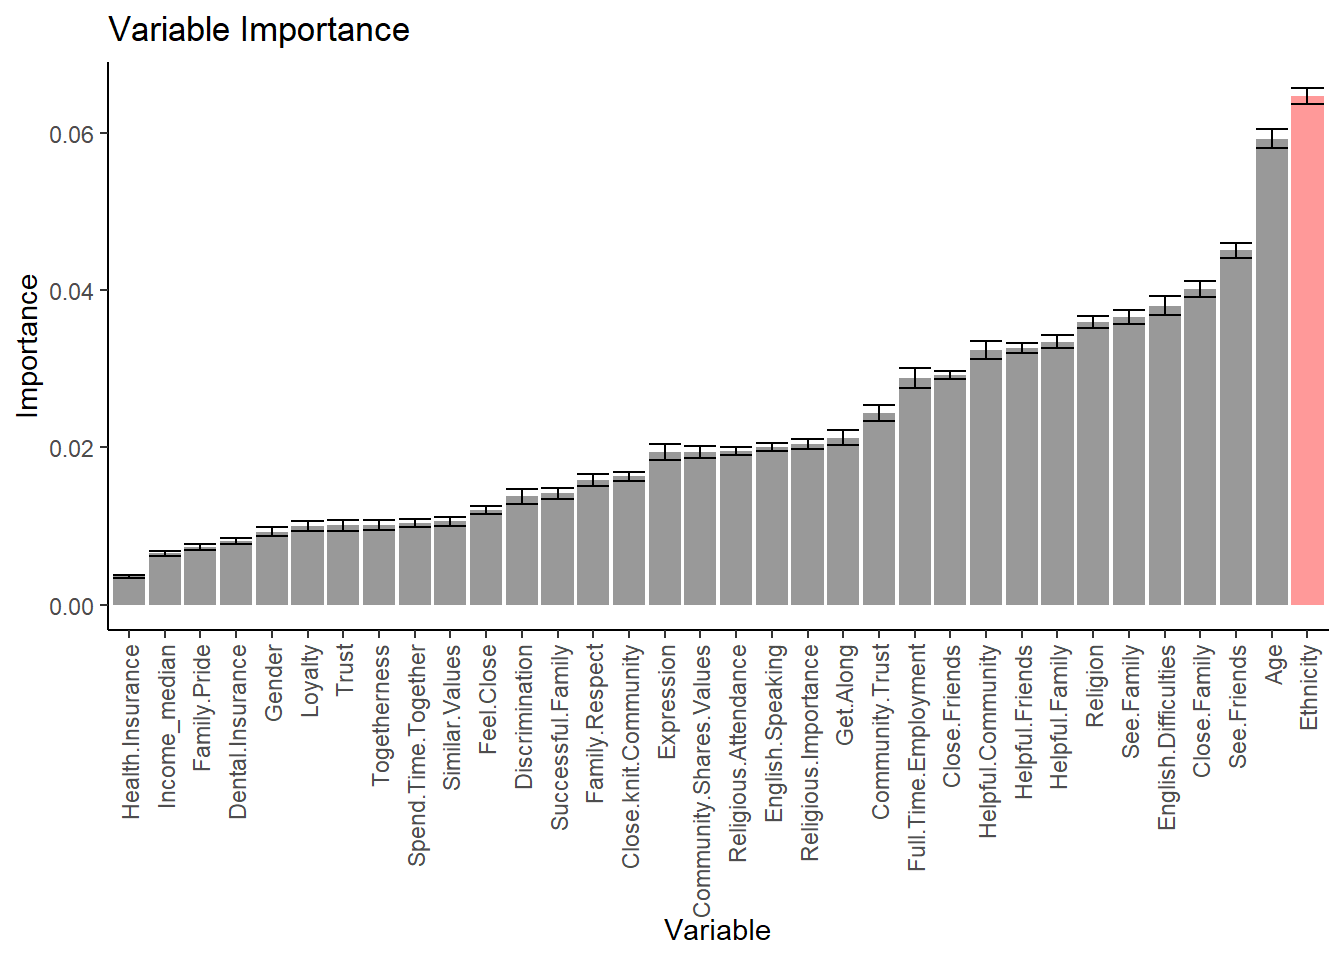 Variable Importance
Importance
0.06
0.04
0.02
0.00
Health.Insurance
Income_median
Family.Pride
Dental.Insurance
Gender
Loyalty
Trust
Togetherness
Spend.Time.Together
Similar.Values
Feel.Close
Discrimination
Successful.Family
Family.Respect
Close.knit.Community
Expression
Community.Shares.Values
Religious.Attendance
English.Speaking
Religious.Importance
Get.Along
Community.Trust
Full.Time.Employment
Close.Friends
Helpful.Community
Helpful.Friends
Helpful.Family
Religion
See.Family
English.Difficulties
Close.Family
See.Friends
Age
Ethnicity
Variable